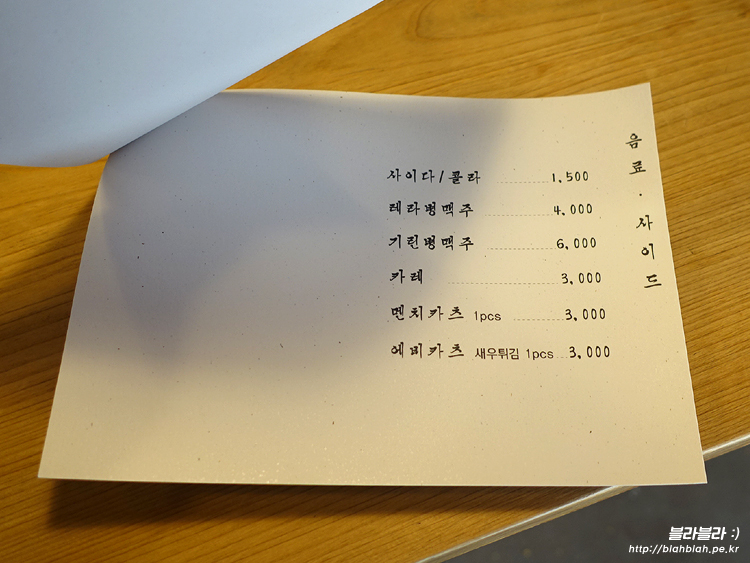 음료·사이드
사이다/콜라 1,500
테라병맥주 4,000
기린병맥주 6,000
카레 3,000
멘치카츠 1pcs 3,000
에비카츠 새우튀김 1pcs 3,000
블라블라 :)
http://blahblah.pe.kr